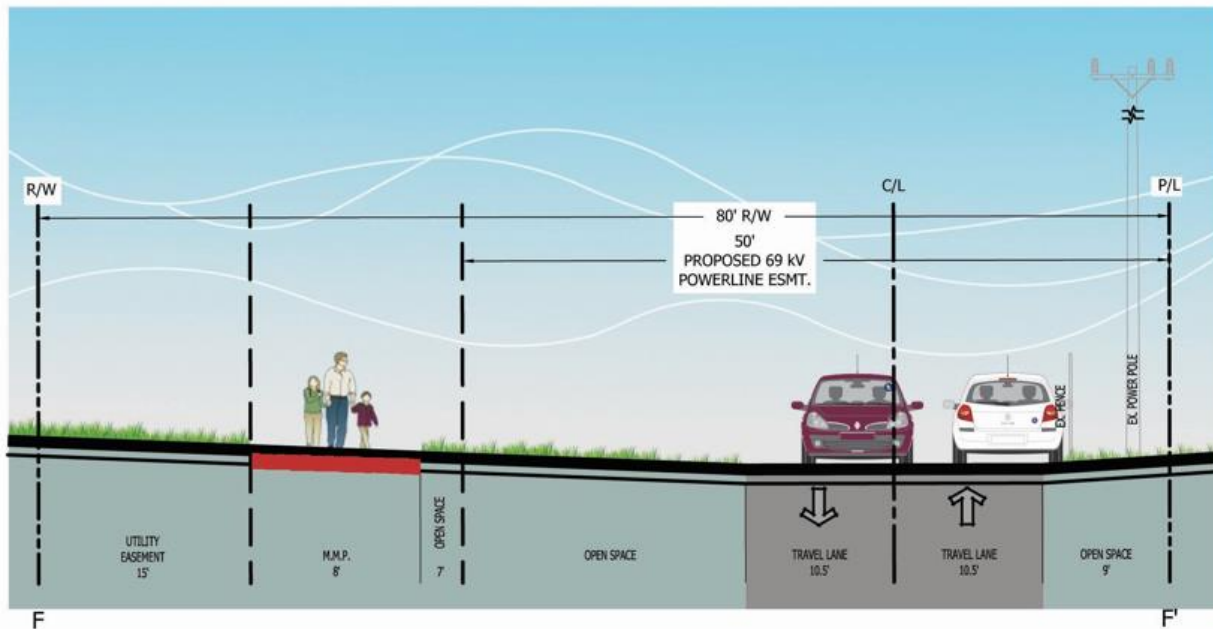 R/W
C/L
P/L
80' R/W
50'
PROPOSED 69 kV
POWERLINE ESMT.
EX. FENCE
EX. POWER POLE
UTILITY
EASEMENT
15'
M.M.P.
8'
OPEN SPACE
7'
OPEN SPACE
TRAVEL LANE
10.5'
TRAVEL LANE
10.5'
OPEN SPACE
9'
F
F'